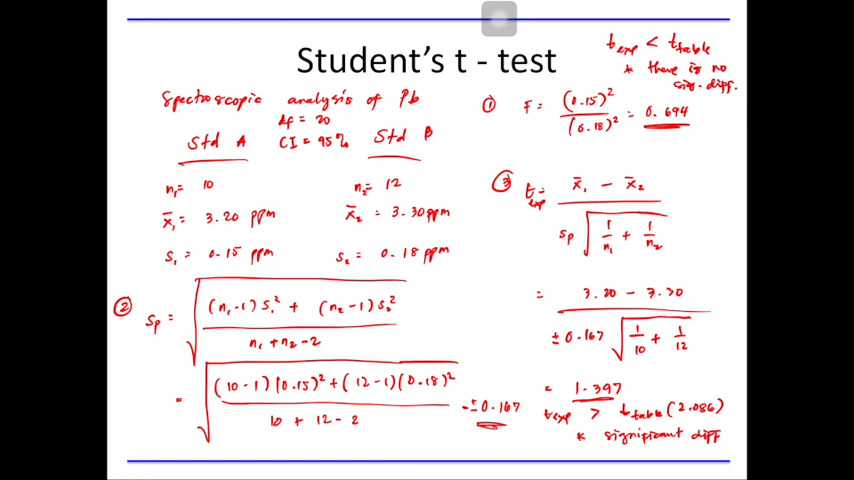 Student's t - test
t_exp < t_table
* there is no
sig. diff.
Spectroscopic analysis of Pb
df = 20
Std A CI = 95% Std B
n₁= 10 n₂= 12
x̄₁= 3.20 ppm x̄₂ = 3.30 ppm
s₁ = 0.15 ppm s₂ = 0.18 ppm
② Sp = √((n₁-1) S₁² + (n₂-1) S₂² / n₁+n₂-2)
= √((10-1)(0.15)² + (12-1)(0.18)² / 10 + 12 - 2) = ±0.167
① F = (0.15)² / (0.18)² = 0.694
③ t_exp = x̄₁ - x̄₂ / Sp √(1/n₁ + 1/n₂)
= 3.20 - 3.30 / ±0.167 √(1/10 + 1/12)
= 1.397
t_exp > t_table (2.086)
* significant diff